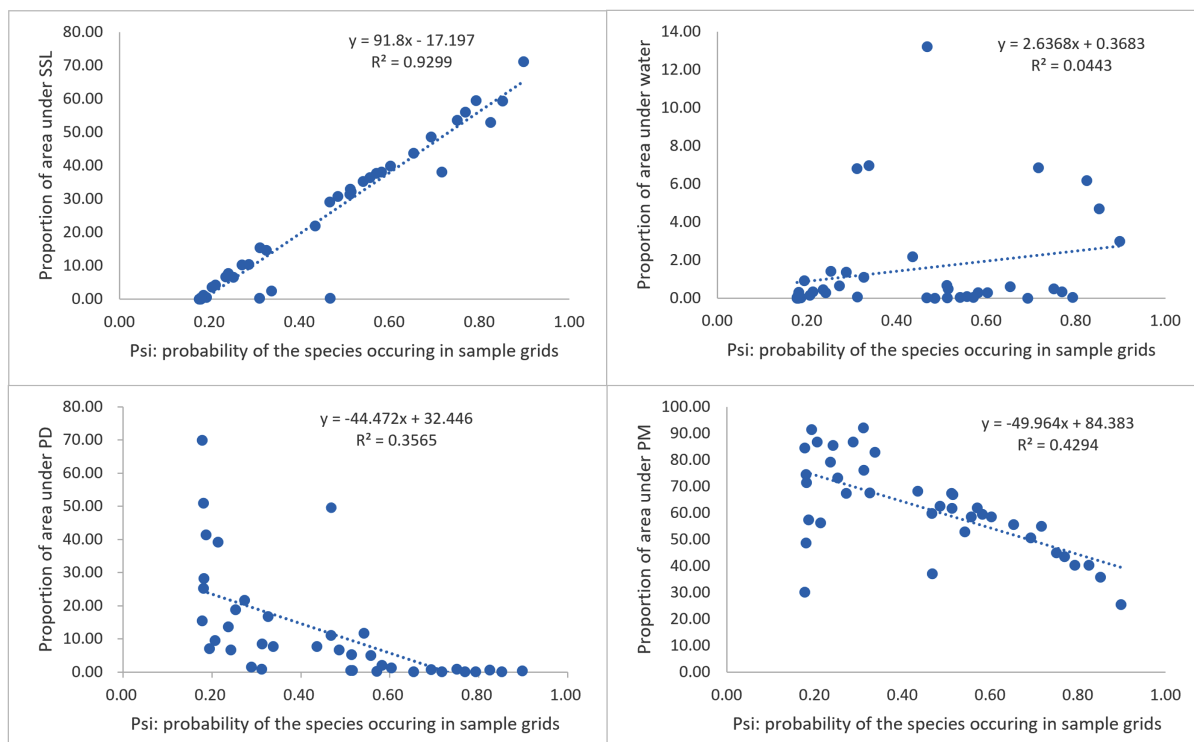 80.00
70.00
60.00
50.00
40.00
30.00
20.00
10.00
0.00
Proportion of area under SSL
y = 91.8x - 17.197
R² = 0.9299
0.00 0.20 0.40 0.60 0.80 1.00
Psi: probability of the species occuring in sample grids
14.00
12.00
10.00
8.00
6.00
4.00
2.00
0.00
Proportion of area under water
y = 2.6368x + 0.3683
R² = 0.0443
0.00 0.20 0.40 0.60 0.80 1.00
Psi: probability of the species occuring in sample grids
80.00
70.00
60.00
50.00
40.00
30.00
20.00
10.00
0.00
Proportion of area under PD
y = -44.472x + 32.446
R² = 0.3565
0.00 0.20 0.40 0.60 0.80 1.00
Psi: probability of the species occuring in sample grids
100.00
90.00
80.00
70.00
60.00
50.00
40.00
30.00
20.00
10.00
0.00
Proportion of area under PM
y = -49.964x + 84.383
R² = 0.4294
0.00 0.20 0.40 0.60 0.80 1.00
Psi: probability of the species occuring in sample grids